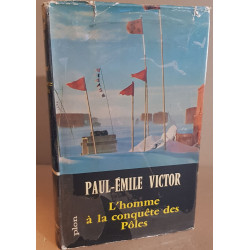 PAUL-ÉMILE VICTOR
L'homme
à la conquête des
Pôles
plon